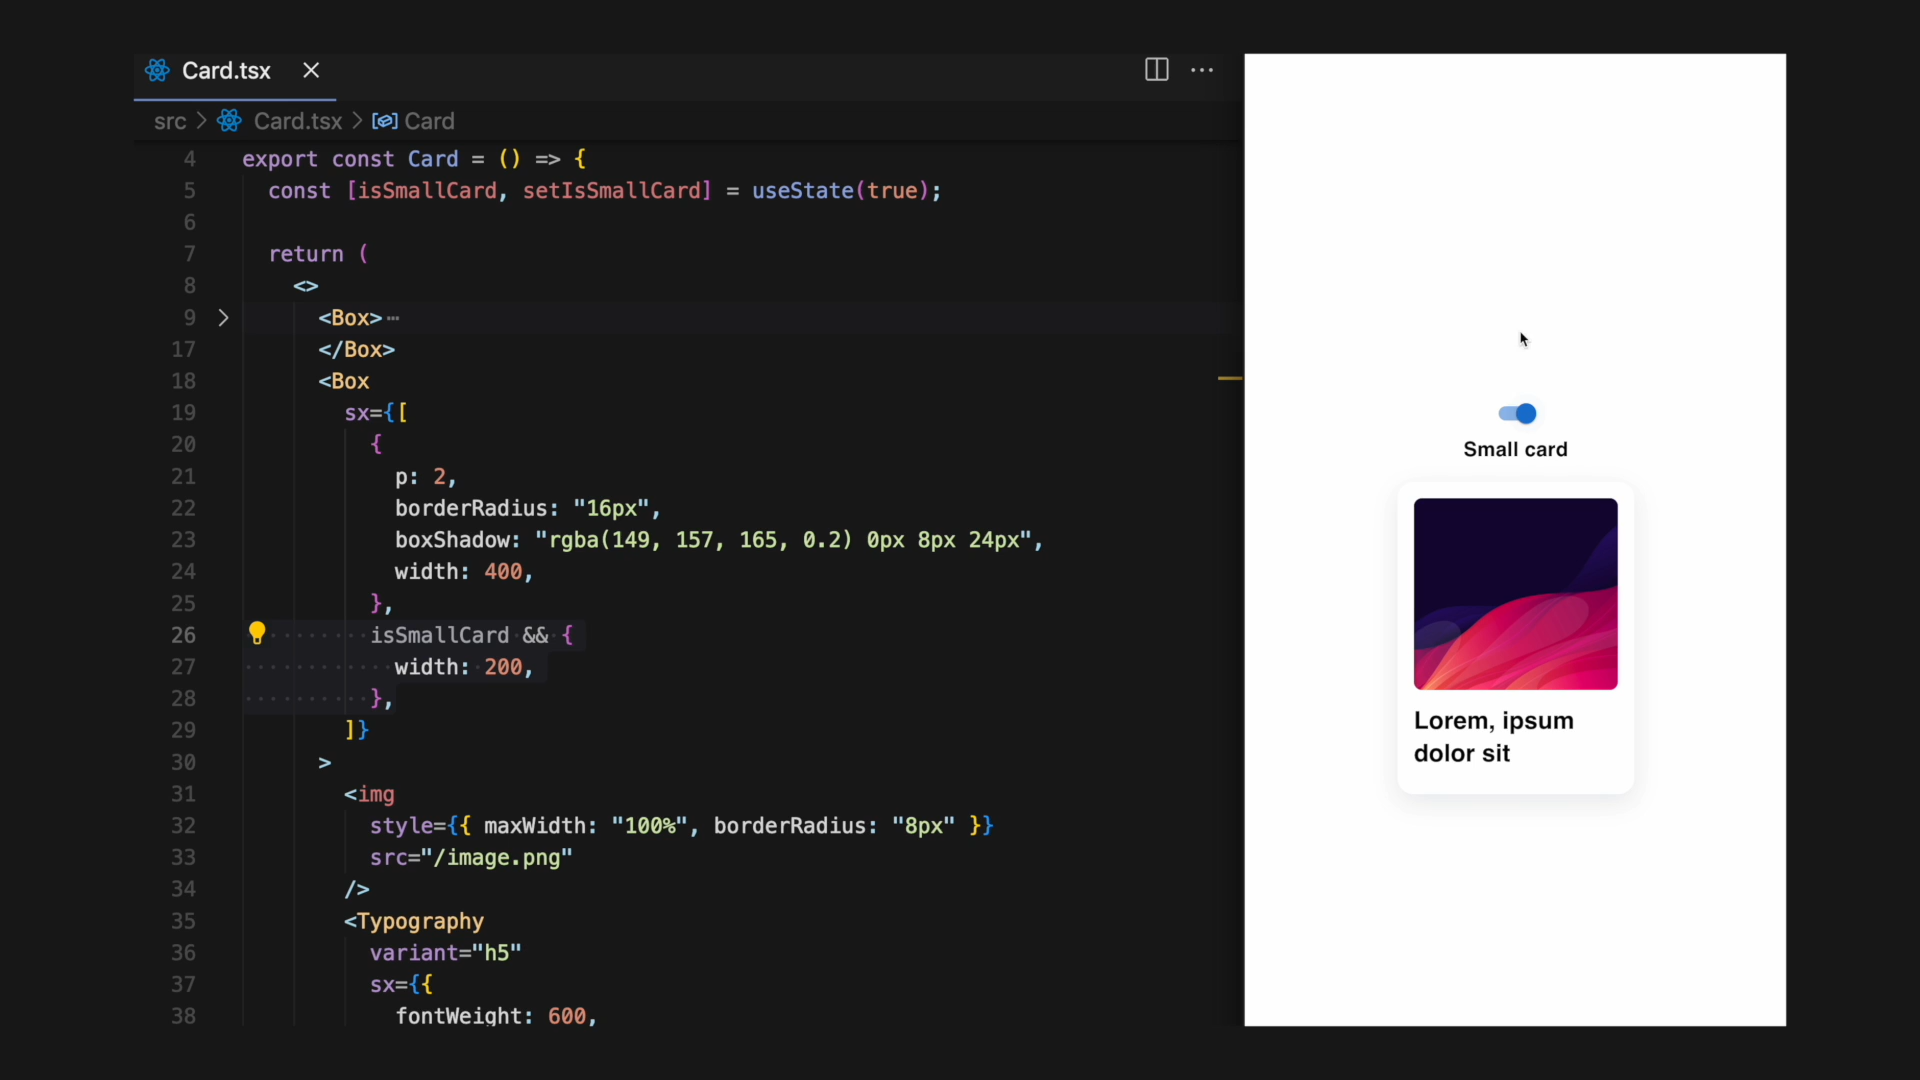 Card.tsx
src > Card.tsx > Card
4 export const Card = () => {
5 const [isSmallCard, setIsSmallCard] = useState(true);
6
7 return (
8 <>
9 <Box>⋯
17 </Box>
18 <Box
19 sx={[
20 {
21 p: 2,
22 borderRadius: "16px",
23 boxShadow: "rgba(149, 157, 165, 0.2) 0px 8px 24px",
24 width: 400,
25 },
26 isSmallCard && {
27 width: 200,
28 },
29 ]}
30 >
31 <img
32 style={{ maxWidth: "100%", borderRadius: "8px" }}
33 src="/image.png"
34 />
35 <Typography
36 variant="h5"
37 sx={{
38 fontWeight: 600,
Small card
Lorem, ipsum
dolor sit